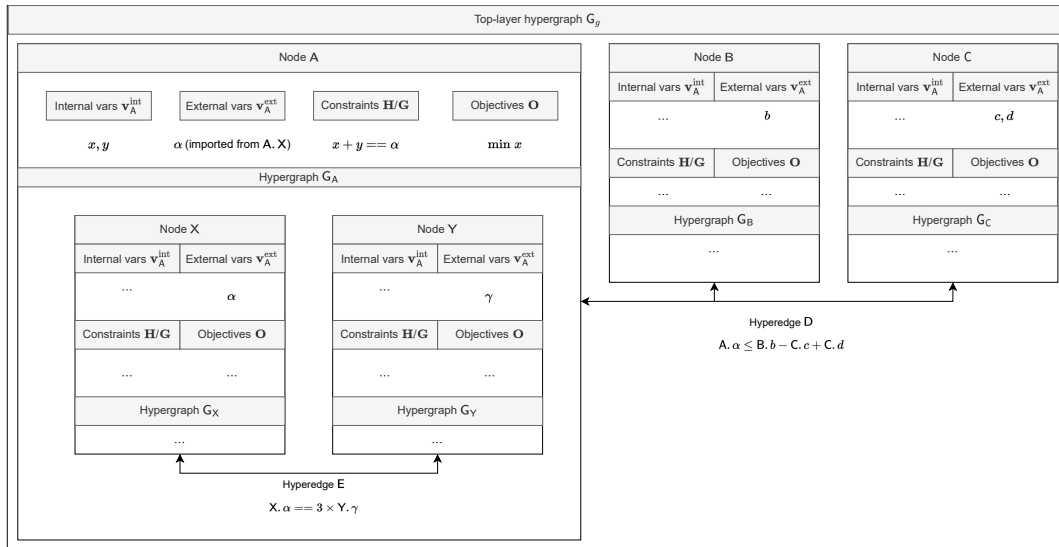 Top-layer hypergraph G_g
Node A
Internal vars v_A^int External vars v_A^ext Constraints H/G Objectives O
x, y α (imported from A. X) x + y == α min x
Hypergraph G_A
Node X
Internal vars v_A^int External vars v_A^ext
... α
Constraints H/G Objectives O
... ...
Hypergraph G_X
...
Node Y
Internal vars v_A^int External vars v_A^ext
... γ
Constraints H/G Objectives O
... ...
Hypergraph G_Y
...
Hyperedge E
X. α == 3 × Y. γ
Node B
Internal vars v_A^int External vars v_A^ext
... b
Constraints H/G Objectives O
... ...
Hypergraph G_B
...
Node C
Internal vars v_A^int External vars v_A^ext
... c, d
Constraints H/G Objectives O
... ...
Hypergraph G_C
...
Hyperedge D
A. α ≤ B. b − C. c + C. d